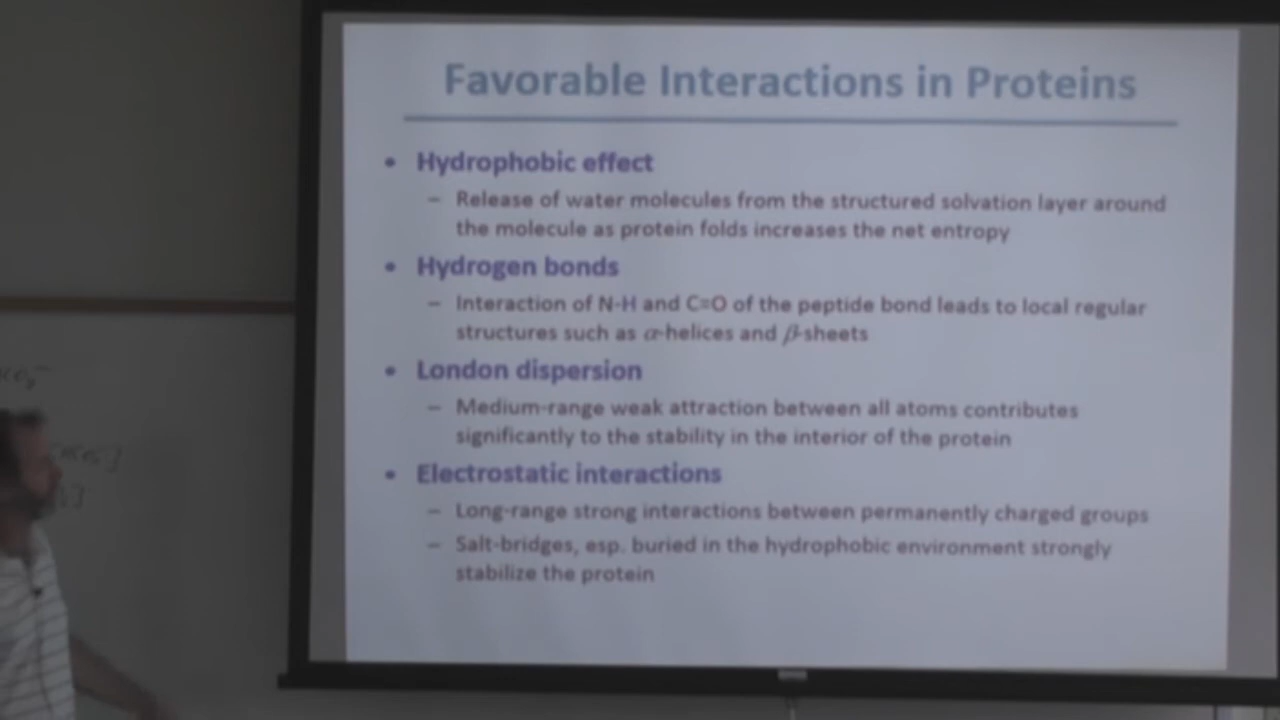 Favorable Interactions in Proteins
• Hydrophobic effect
– Release of water molecules from the structured solvation layer around
the molecule as protein folds increases the net entropy
• Hydrogen bonds
– Interaction of N-H and C=O of the peptide bond leads to local regular
structures such as α-helices and β-sheets
• London dispersion
– Medium-range weak attraction between all atoms contributes
significantly to the stability in the interior of the protein
• Electrostatic interactions
– Long-range strong interactions between permanently charged groups
– Salt-bridges, esp. buried in the hydrophobic environment strongly
stabilize the protein